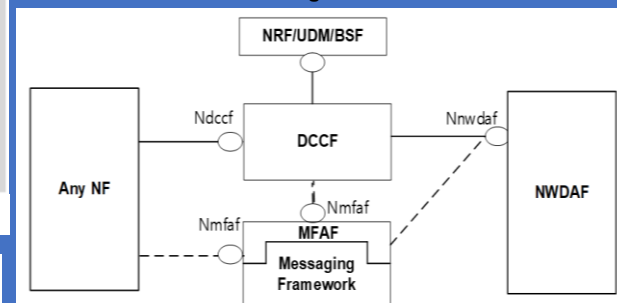 NRF/UDM/BSF
Ndccf
Nnwdaf
DCCF
Any NF
NWDAF
Nmfaf
Nmfaf
MFAF
Messaging
Framework